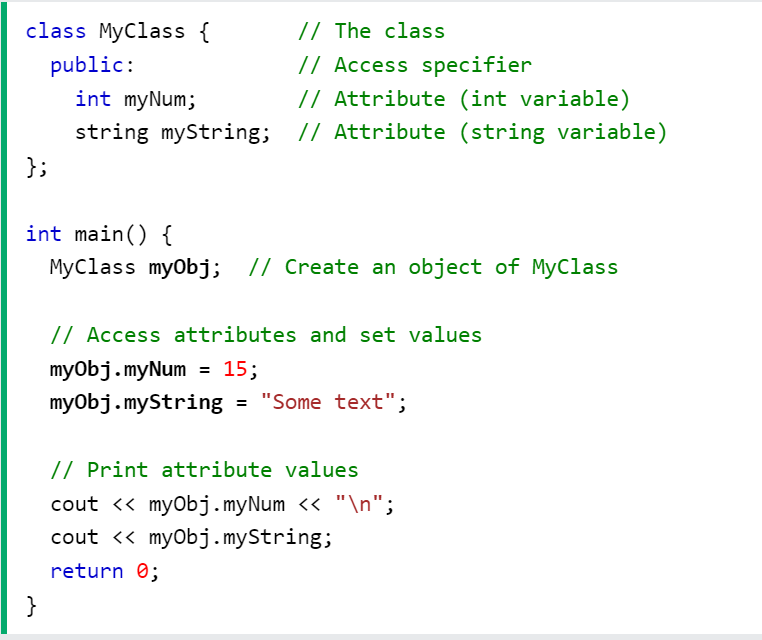 class MyClass {       // The class
  public:             // Access specifier
    int myNum;        // Attribute (int variable)
    string myString;  // Attribute (string variable)
};
int main() {
  MyClass myObj;  // Create an object of MyClass
  // Access attributes and set values
  myObj.myNum = 15;
  myObj.myString = "Some text";
  // Print attribute values
  cout << myObj.myNum << "\n";
  cout << myObj.myString;
  return 0;
}